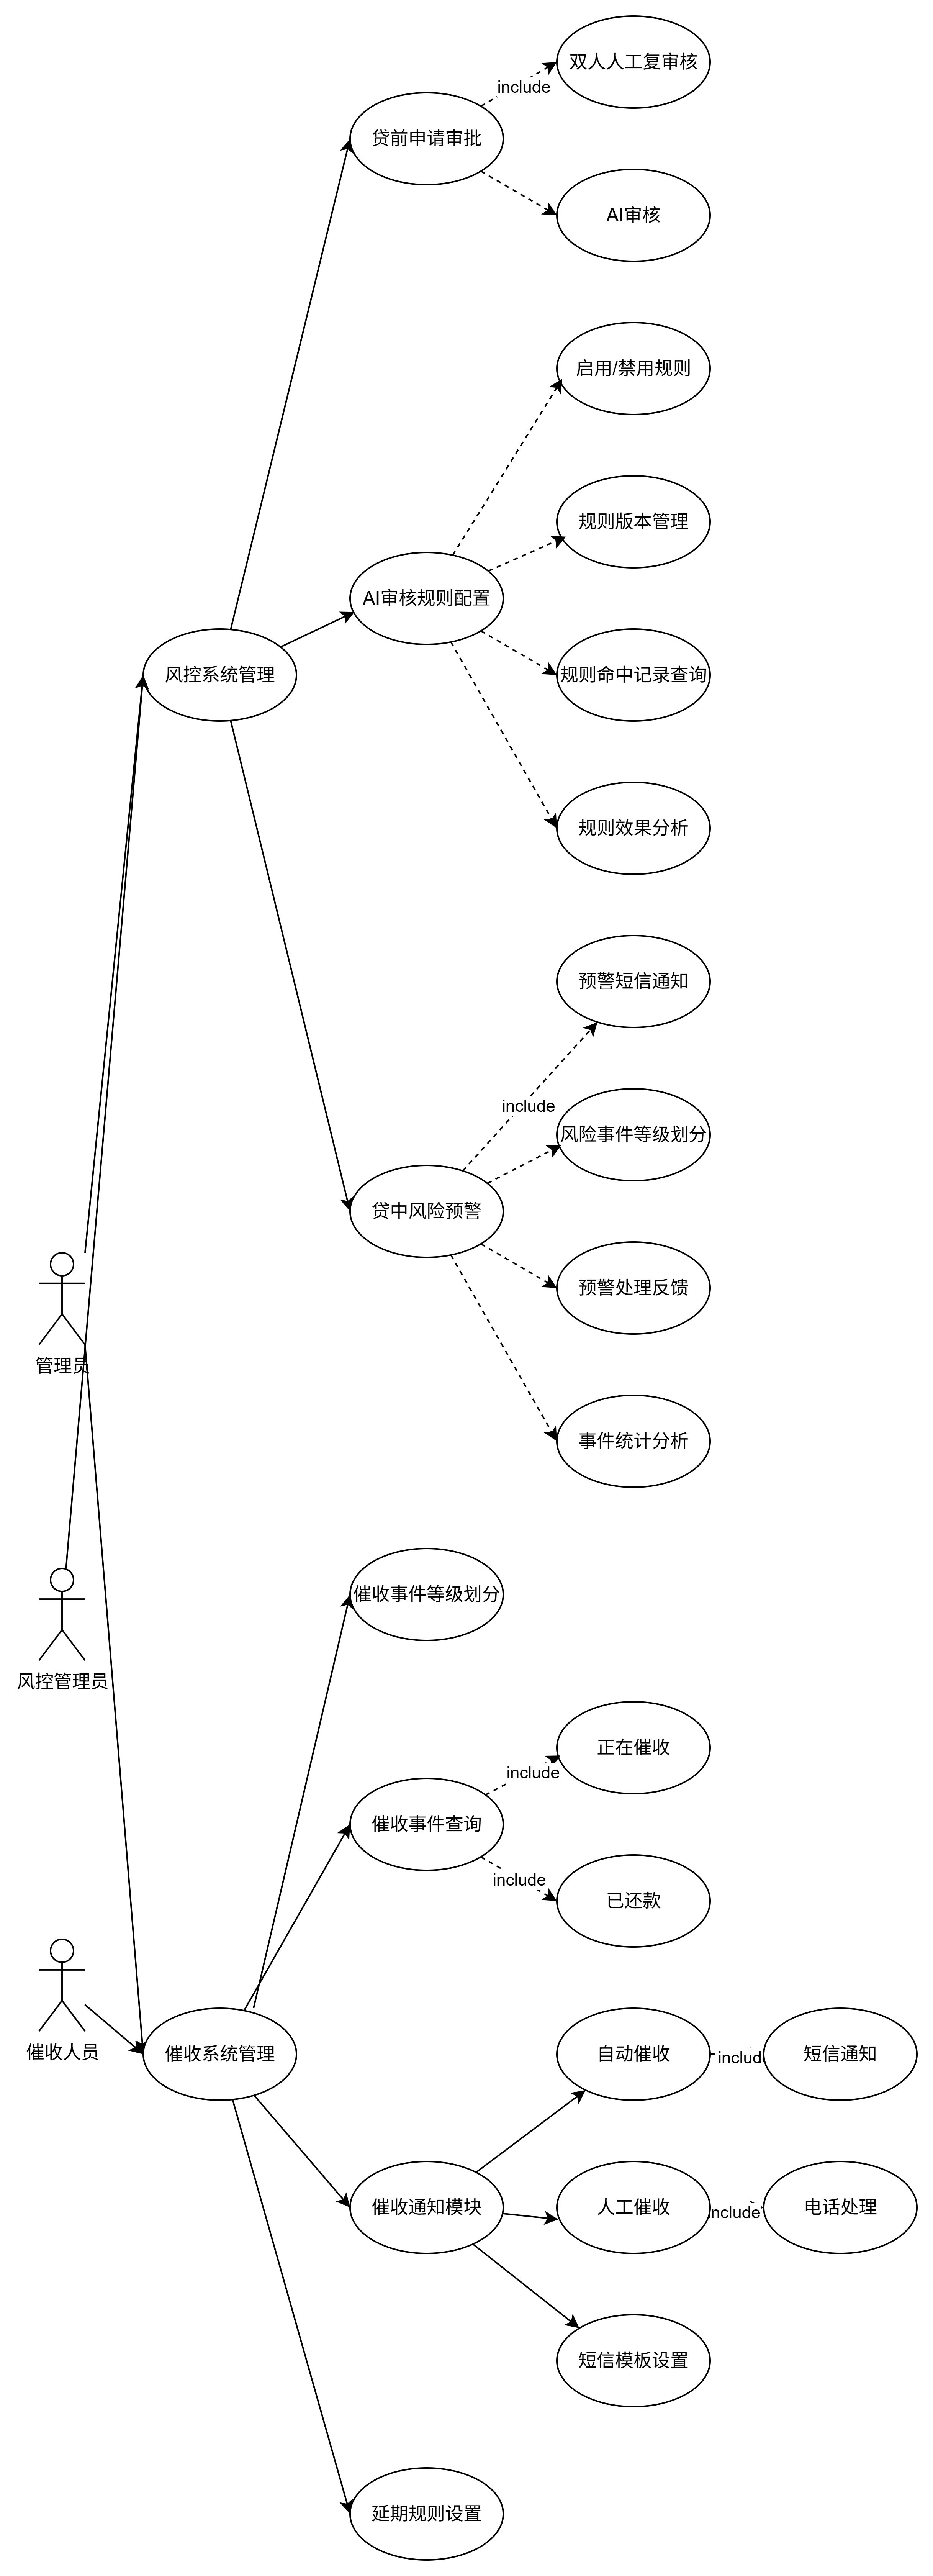 双人人工复审核
include
贷前申请审批
AI审核
启用/禁用规则
规则版本管理
AI审核规则配置
风控系统管理
规则命中记录查询
规则效果分析
预警短信通知
include
风险事件等级划分
贷中风险预警
预警处理反馈
管理员
事件统计分析
催收事件等级划分
风控管理员
正在催收
include
催收事件查询
include
已还款
催收人员
催收系统管理
自动催收
include
短信通知
催收通知模块
人工催收
include
电话处理
短信模板设置
延期规则设置